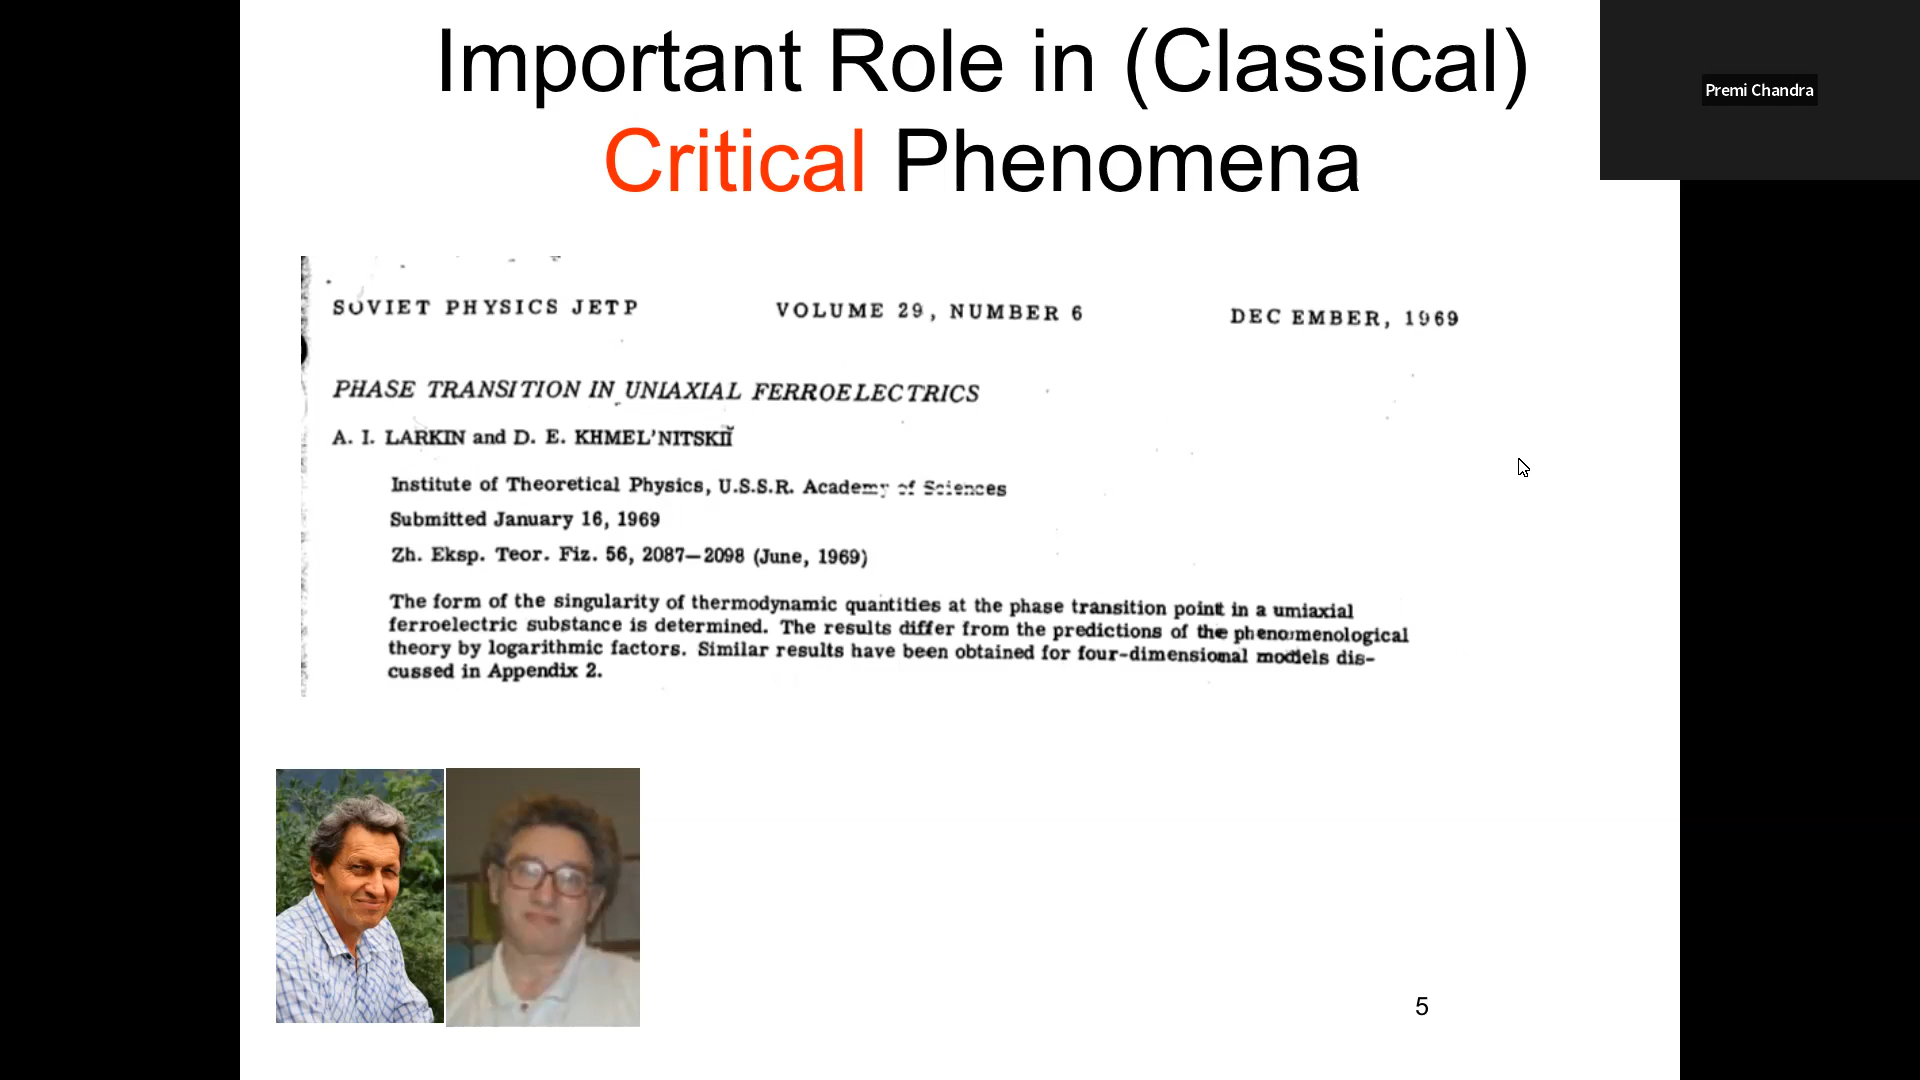 Important Role in (Classical)
Critical Phenomena
Premi Chandra
SOVIET PHYSICS JETP VOLUME 29, NUMBER 6 DECEMBER, 1969
PHASE TRANSITION IN UNIAXIAL FERROELECTRICS
A. I. LARKIN and D. E. KHMEL'NITSKIĬ
Institute of Theoretical Physics, U.S.S.R. Academy of Sciences
Submitted January 16, 1969
Zh. Eksp. Teor. Fiz. 56, 2087—2098 (June, 1969)
The form of the singularity of thermodynamic quantities at the phase transition point in a uniaxial
ferroelectric substance is determined. The results differ from the predictions of the phenomenological
theory by logarithmic factors. Similar results have been obtained for four-dimensional models dis-
cussed in Appendix 2.
5